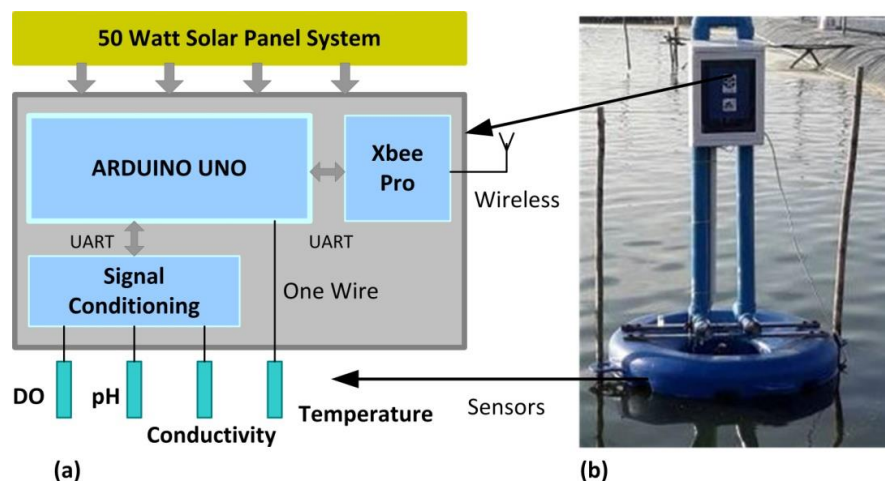 50 Watt Solar Panel System
ARDUINO UNO
Xbee
Pro
Wireless
UART
UART
Signal
Conditioning
One Wire
DO
pH
Conductivity
Temperature
Sensors
(a)
(b)